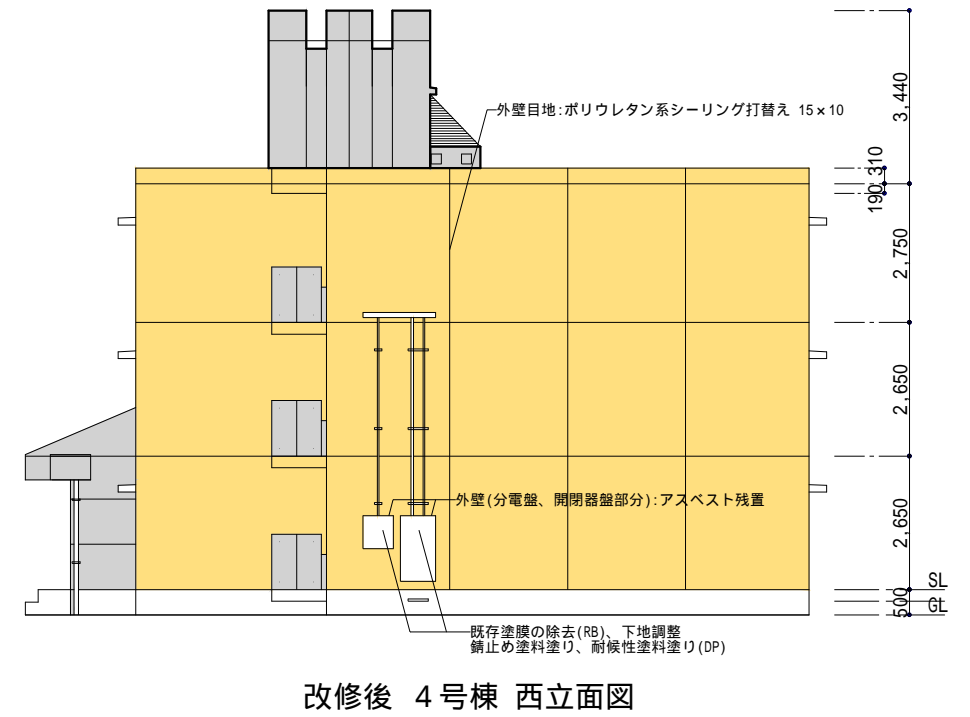 3,440
外壁目地:ポリウレタン系シーリング打替え 15×10
310
190
2,750
2,650
外壁(分電盤、開閉器盤部分):アスベスト残置
2,650
SL
500
GL
既存塗膜の除去(RB)、下地調整
錆止め塗料塗り、耐候性塗料塗り(DP)
改修後 4号棟 西立面図